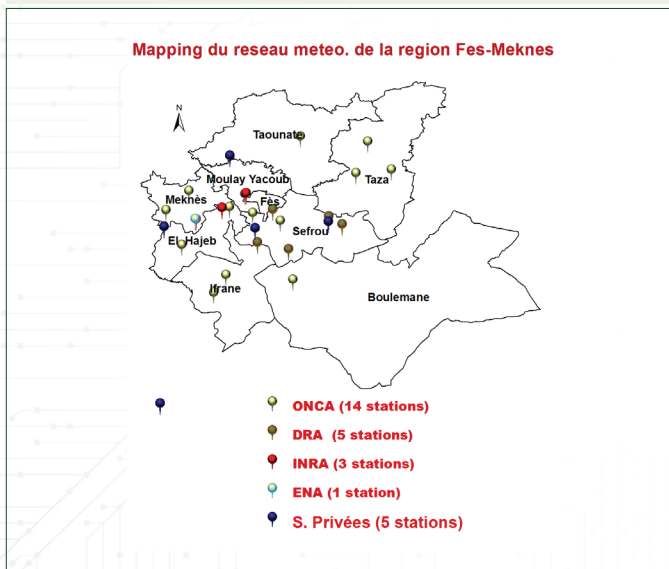 Mapping du reseau meteo. de la region Fes-Meknes
N
Taounate
Moulay Yacoub
Taza
Meknès
Fès
Sefrou
El Hajeb
Ifrane
Boulemane
ONCA (14 stations)
DRA (5 stations)
INRA (3 stations)
ENA (1 station)
S. Privées (5 stations)